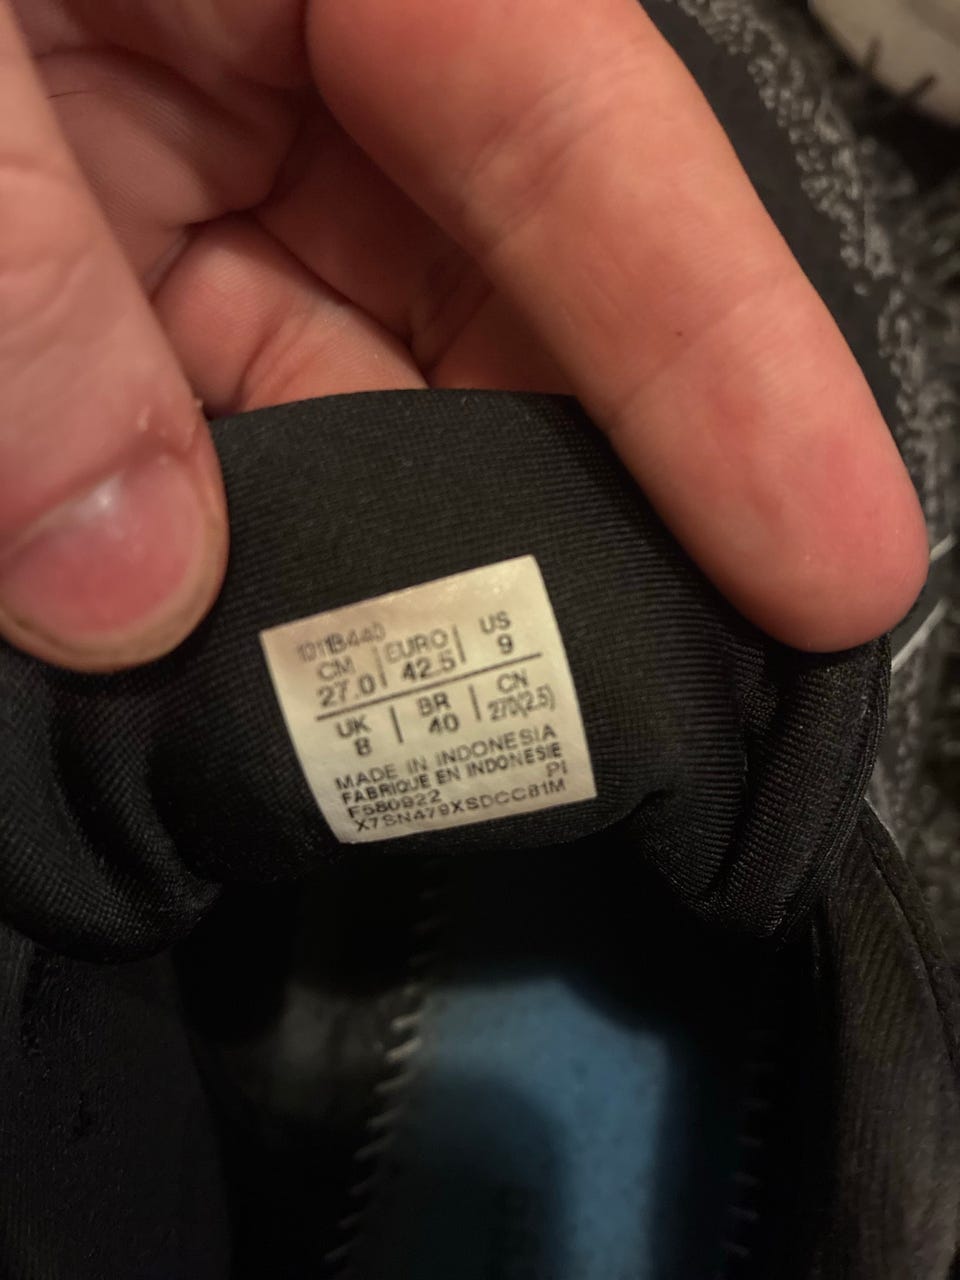 1011B440
CM | EURO | US
27.0 | 42.5 | 9
UK | BR | CN
8 | 40 | 270(2.5)
MADE IN INDONESIA
FABRIQUE EN INDONESIE
F580922 PI
X7SN479XSDCC81M